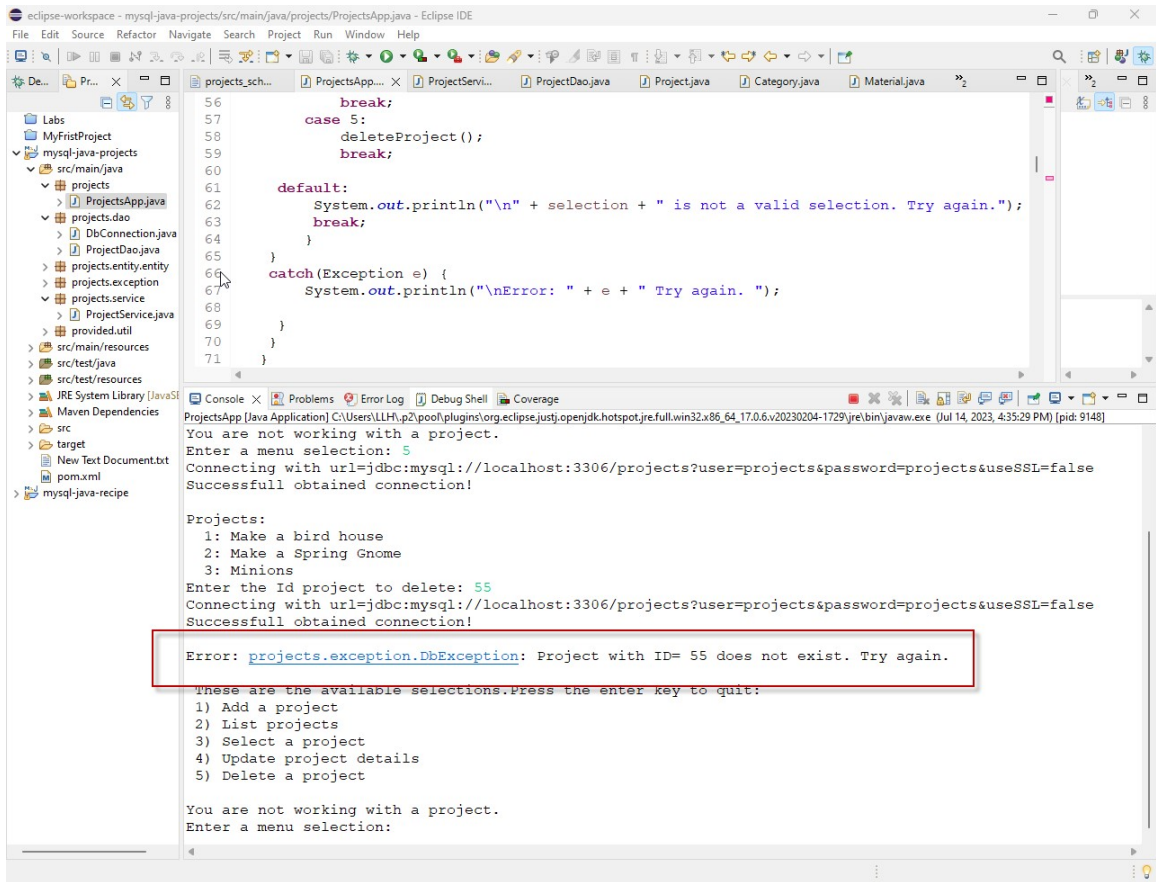 eclipse-workspace - mysql-java-projects/src/main/java/projects/ProjectsApp.java - Eclipse IDE
File Edit Source Refactor Navigate Search Project Run Window Help
De... Pr... projects_sch... ProjectsApp.... ProjectServi... ProjectDao.java Project.java Category.java Material.java »2 »2
Labs
MyFristProject
mysql-java-projects
src/main/java
projects
ProjectsApp.java
projects.dao
DbConnection.java
ProjectDao.java
projects.entity.entity
projects.exception
projects.service
ProjectService.java
provided.util
src/main/resources
src/test/java
src/test/resources
JRE System Library [JavaSE
Maven Dependencies
src
target
New Text Document.txt
pom.xml
mysql-java-recipe
56 break;
57 case 5:
58 deleteProject();
59 break;
60
61 default:
62 System.out.println("\n" + selection + " is not a valid selection. Try again.");
63 break;
64 }
65 }
66 catch(Exception e) {
67 System.out.println("\nError: " + e + " Try again. ");
68
69 }
70 }
71 }
Console Problems Error Log Debug Shell Coverage
ProjectsApp [Java Application] C:\Users\LLH\.p2\pool\plugins\org.eclipse.justj.openjdk.hotspot.jre.full.win32.x86_64_17.0.6.v20230204-1729\jre\bin\javaw.exe (Jul 14, 2023, 4:35:29 PM) [pid: 9148]
You are not working with a project.
Enter a menu selection: 5
Connecting with url=jdbc:mysql://localhost:3306/projects?user=projects&password=projects&useSSL=false
Successfull obtained connection!
Projects:
1: Make a bird house
2: Make a Spring Gnome
3: Minions
Enter the Id project to delete: 55
Connecting with url=jdbc:mysql://localhost:3306/projects?user=projects&password=projects&useSSL=false
Successfull obtained connection!
Error: projects.exception.DbException: Project with ID= 55 does not exist. Try again.
These are the available selections.Press the enter key to quit:
1) Add a project
2) List projects
3) Select a project
4) Update project details
5) Delete a project
You are not working with a project.
Enter a menu selection: